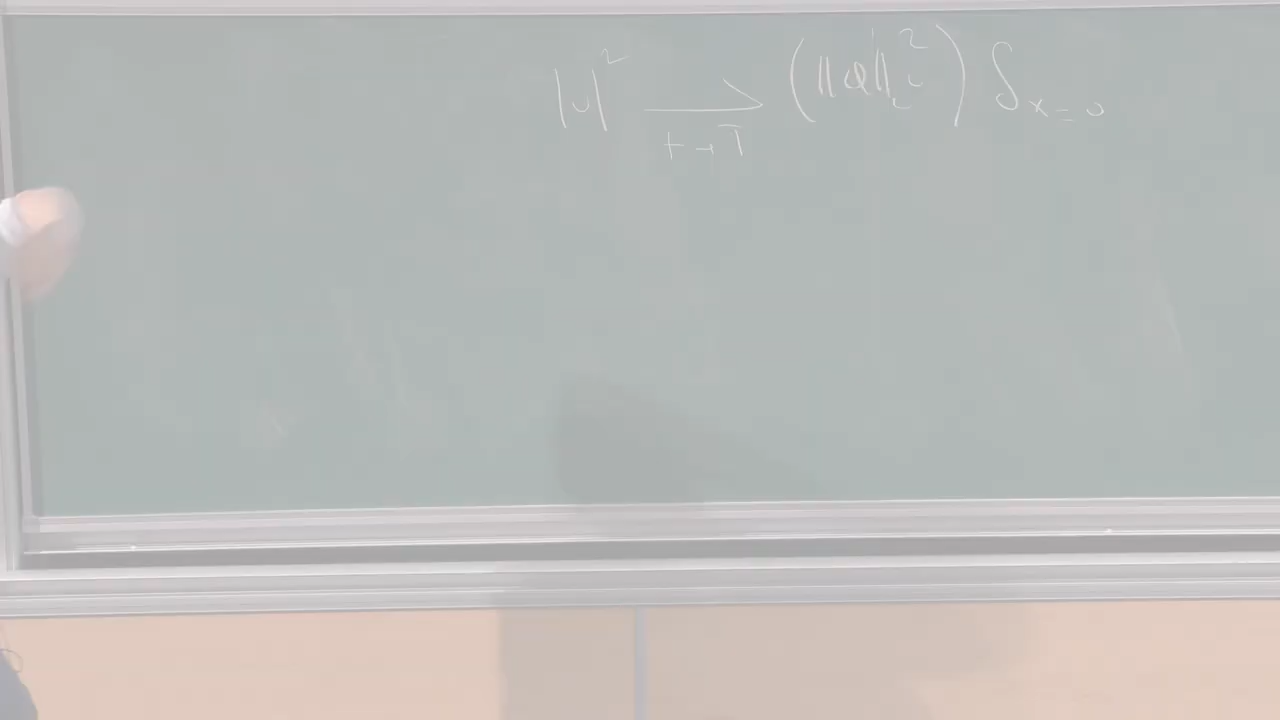 |u|² ⟶ (‖Q‖²_{L²}) δ_{x=0}
t→T